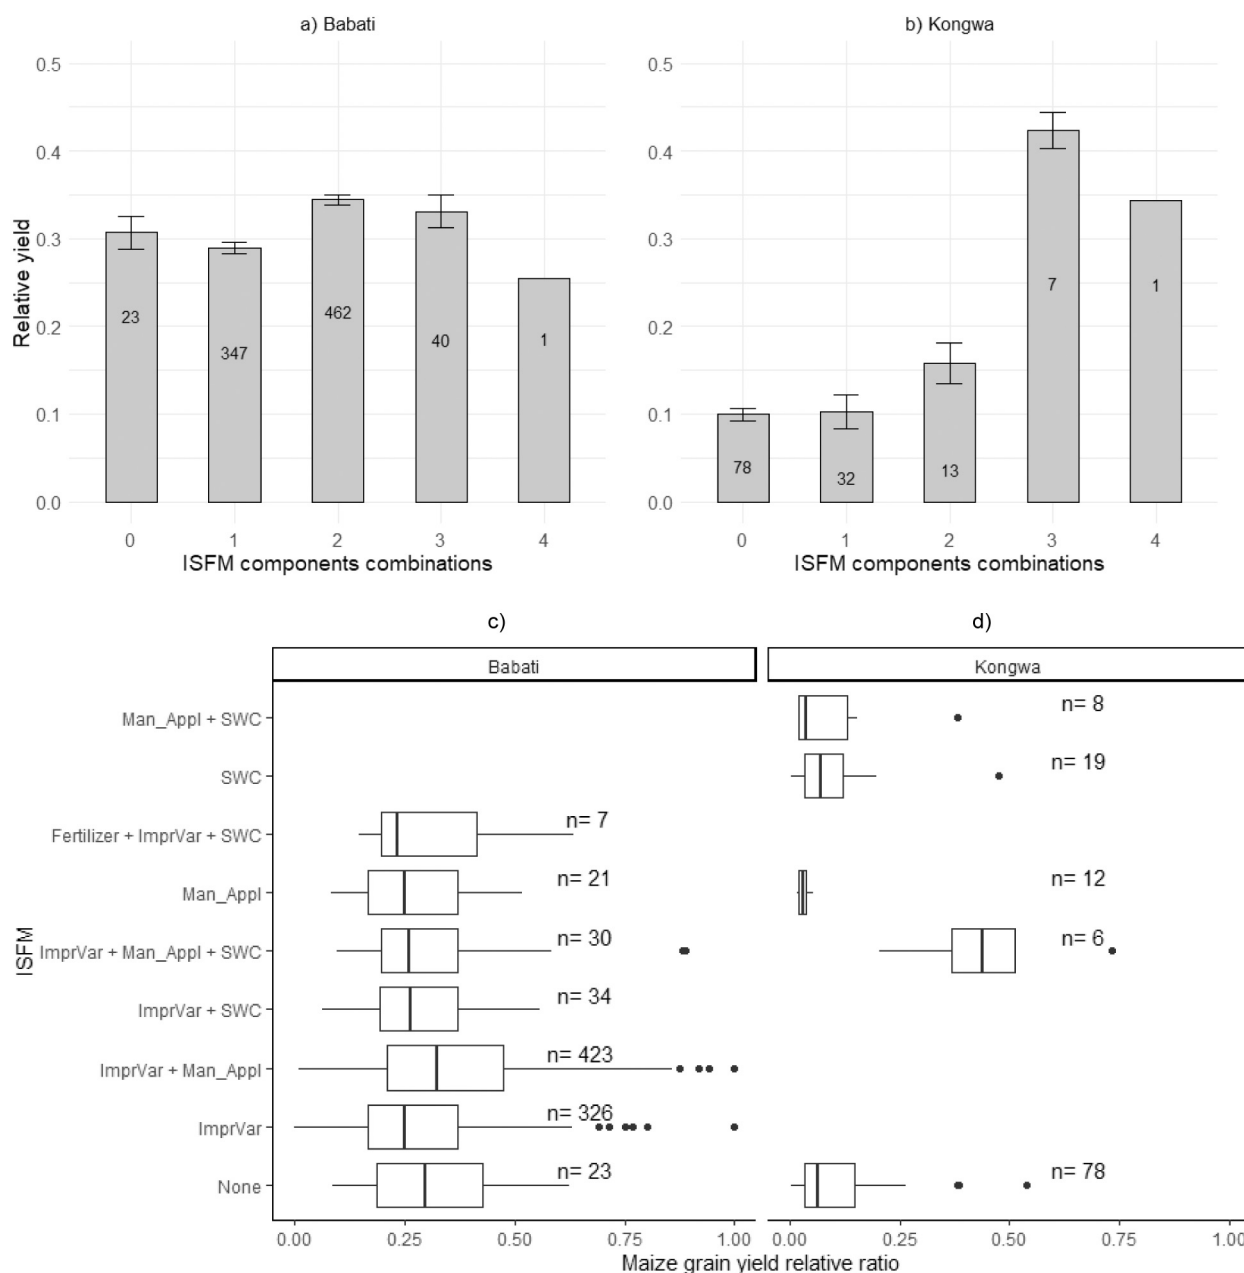 a) Babati
b) Kongwa
Relative yield
0.5
0.4
0.3
0.2
0.1
0.0
23
347
462
40
1
0 1 2 3 4
ISFM components combinations
0.5
0.4
0.3
0.2
0.1
0.0
78
32
13
7
1
0 1 2 3 4
ISFM components combinations
c)
d)
Babati
Kongwa
ISFM
Man_Appl + SWC
n= 8
SWC
n= 19
Fertilizer + ImprVar + SWC
n= 7
Man_Appl
n= 21
n= 12
ImprVar + Man_Appl + SWC
n= 30
n= 6
ImprVar + SWC
n= 34
ImprVar + Man_Appl
n= 423
ImprVar
n= 326
None
n= 23
n= 78
0.00 0.25 0.50 0.75 1.00
0.00 0.25 0.50 0.75 1.00
Maize grain yield relative ratio